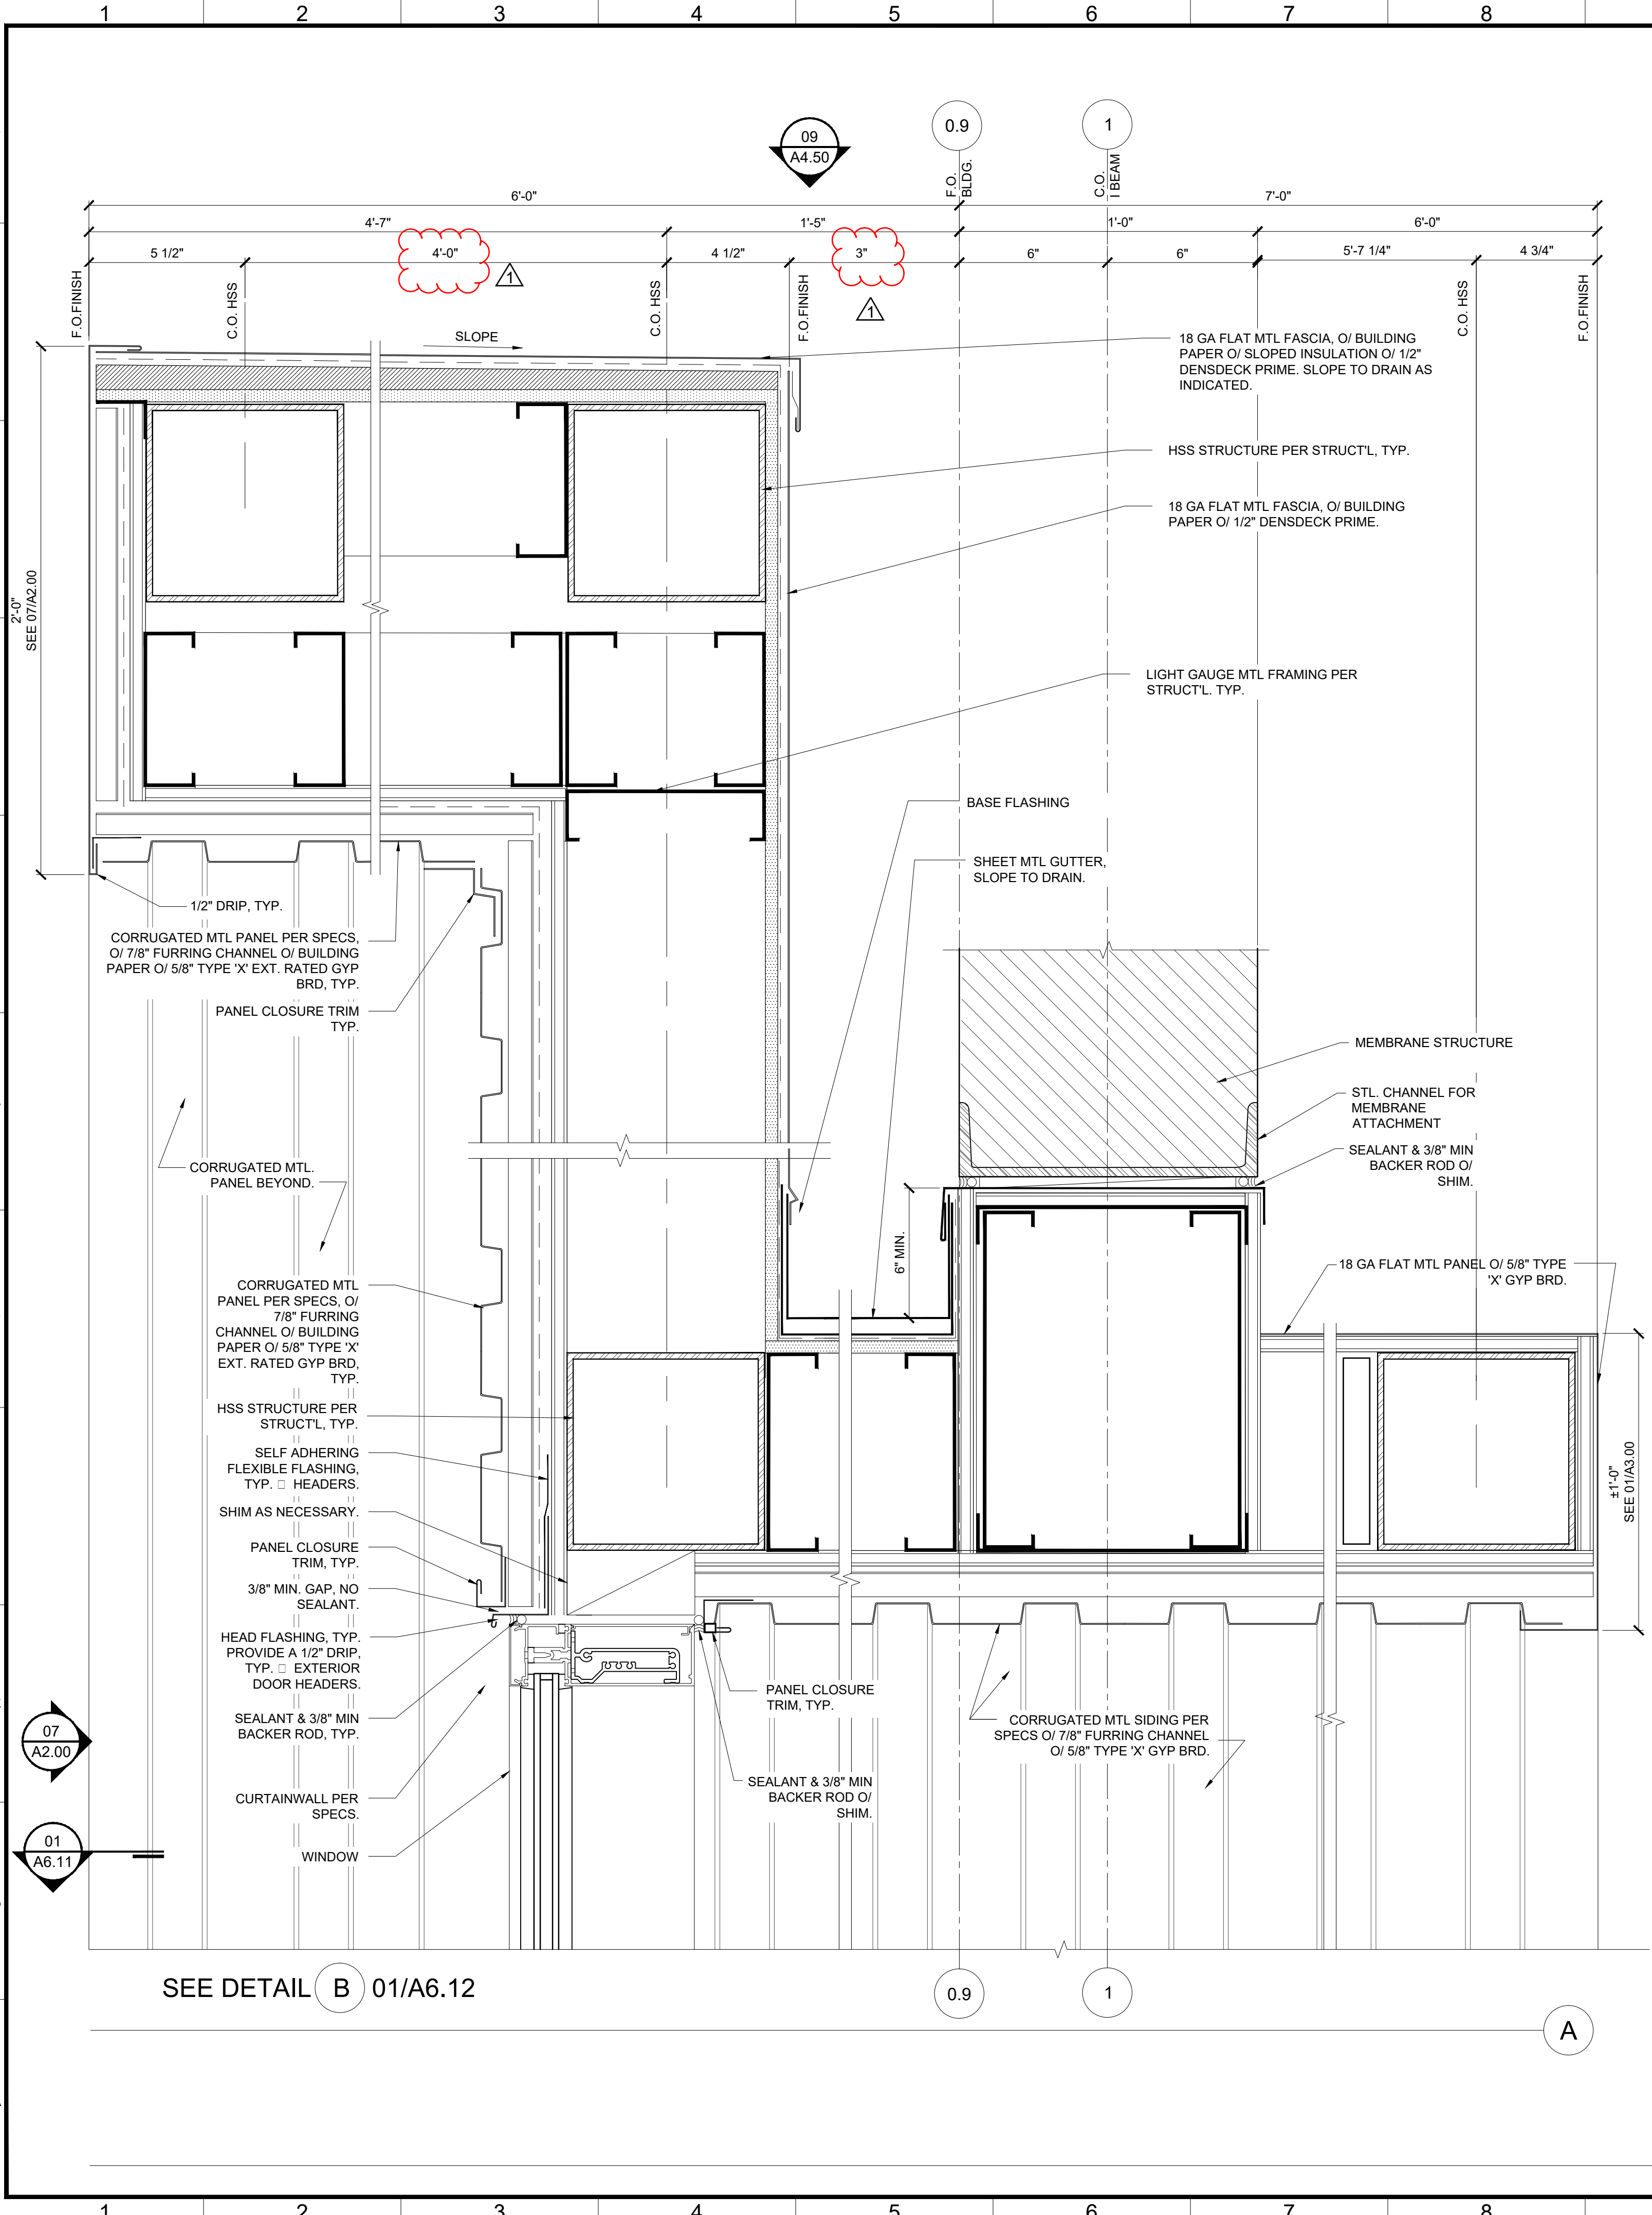 1 2 3 4 5 6 7 8
09
A4.50
0.9
1
F.O.
BLDG.
C.O.
I BEAM
6'-0" 7'-0"
4'-7" 1'-5" 1'-0" 6'-0"
5 1/2" 4'-0" 4 1/2" 3" 6" 6" 5'-7 1/4" 4 3/4"
1
1
F.O.FINISH
C.O. HSS
C.O. HSS
F.O.FINISH
C.O. HSS
F.O.FINISH
SLOPE
18 GA FLAT MTL FASCIA, O/ BUILDING
PAPER O/ SLOPED INSULATION O/ 1/2"
DENSDECK PRIME. SLOPE TO DRAIN AS
INDICATED.
HSS STRUCTURE PER STRUCT'L, TYP.
18 GA FLAT MTL FASCIA, O/ BUILDING
PAPER O/ 1/2" DENSDECK PRIME.
2'-0"
SEE 07/A2.00
LIGHT GAUGE MTL FRAMING PER
STRUCT'L. TYP.
BASE FLASHING
SHEET MTL GUTTER,
SLOPE TO DRAIN.
1/2" DRIP, TYP.
CORRUGATED MTL PANEL PER SPECS,
O/ 7/8" FURRING CHANNEL O/ BUILDING
PAPER O/ 5/8" TYPE 'X' EXT. RATED GYP
BRD, TYP.
PANEL CLOSURE TRIM
TYP.
MEMBRANE STRUCTURE
STL. CHANNEL FOR
MEMBRANE
ATTACHMENT
SEALANT & 3/8" MIN
BACKER ROD O/
SHIM.
CORRUGATED MTL.
PANEL BEYOND.
6" MIN.
18 GA FLAT MTL PANEL O/ 5/8" TYPE
'X' GYP BRD.
CORRUGATED MTL
PANEL PER SPECS, O/
7/8" FURRING
CHANNEL O/ BUILDING
PAPER O/ 5/8" TYPE 'X'
EXT. RATED GYP BRD,
TYP.
HSS STRUCTURE PER
STRUCT'L, TYP.
SELF ADHERING
FLEXIBLE FLASHING,
TYP. □ HEADERS.
SHIM AS NECESSARY.
PANEL CLOSURE
TRIM, TYP.
3/8" MIN. GAP, NO
SEALANT.
HEAD FLASHING, TYP.
PROVIDE A 1/2" DRIP,
TYP. □ EXTERIOR
DOOR HEADERS.
SEALANT & 3/8" MIN
BACKER ROD, TYP.
CURTAINWALL PER
SPECS.
WINDOW
±1'-0"
SEE 01/A3.00
PANEL CLOSURE
TRIM, TYP.
CORRUGATED MTL SIDING PER
SPECS O/ 7/8" FURRING CHANNEL
O/ 5/8" TYPE 'X' GYP BRD.
SEALANT & 3/8" MIN
BACKER ROD O/
SHIM.
07
A2.00
01
A6.11
SEE DETAIL B 01/A6.12
0.9
1
A
1 2 3 4 5 6 7 8